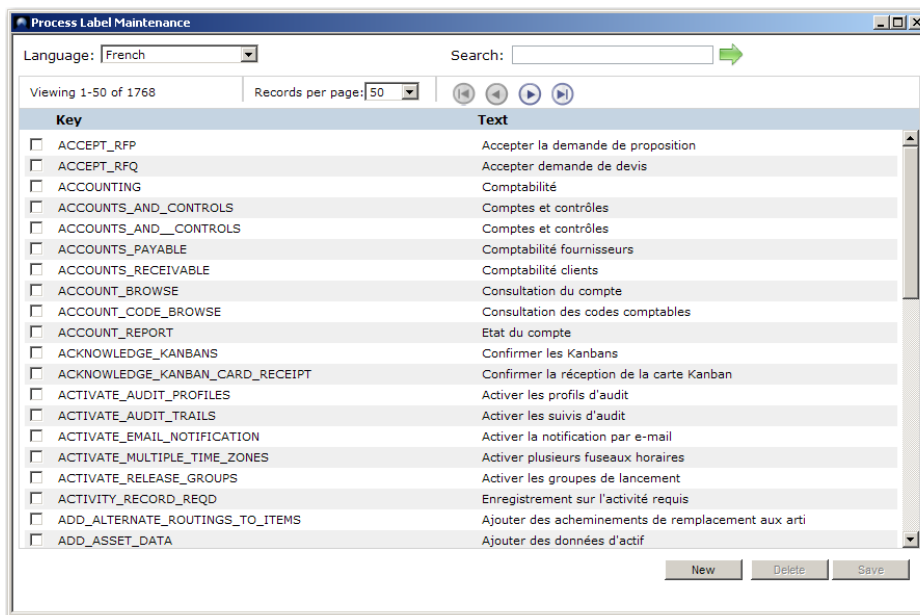 Process Label Maintenance
Language: French Search:
Viewing 1-50 of 1768 Records per page: 50
Key Text
ACCEPT_RFP Accepter la demande de proposition
ACCEPT_RFQ Accepter demande de devis
ACCOUNTING Comptabilité
ACCOUNTS_AND_CONTROLS Comptes et contrôles
ACCOUNTS_AND__CONTROLS Comptes et contrôles
ACCOUNTS_PAYABLE Comptabilité fournisseurs
ACCOUNTS_RECEIVABLE Comptabilité clients
ACCOUNT_BROWSE Consultation du compte
ACCOUNT_CODE_BROWSE Consultation des codes comptables
ACCOUNT_REPORT Etat du compte
ACKNOWLEDGE_KANBANS Confirmer les Kanbans
ACKNOWLEDGE_KANBAN_CARD_RECEIPT Confirmer la réception de la carte Kanban
ACTIVATE_AUDIT_PROFILES Activer les profils d'audit
ACTIVATE_AUDIT_TRAILS Activer les suivis d'audit
ACTIVATE_EMAIL_NOTIFICATION Activer la notification par e-mail
ACTIVATE_MULTIPLE_TIME_ZONES Activer plusieurs fuseaux horaires
ACTIVATE_RELEASE_GROUPS Activer les groupes de lancement
ACTIVITY_RECORD_REQD Enregistrement sur l'activité requis
ADD_ALTERNATE_ROUTINGS_TO_ITEMS Ajouter des acheminements de remplacement aux arti
ADD_ASSET_DATA Ajouter des données d'actif
New Delete Save